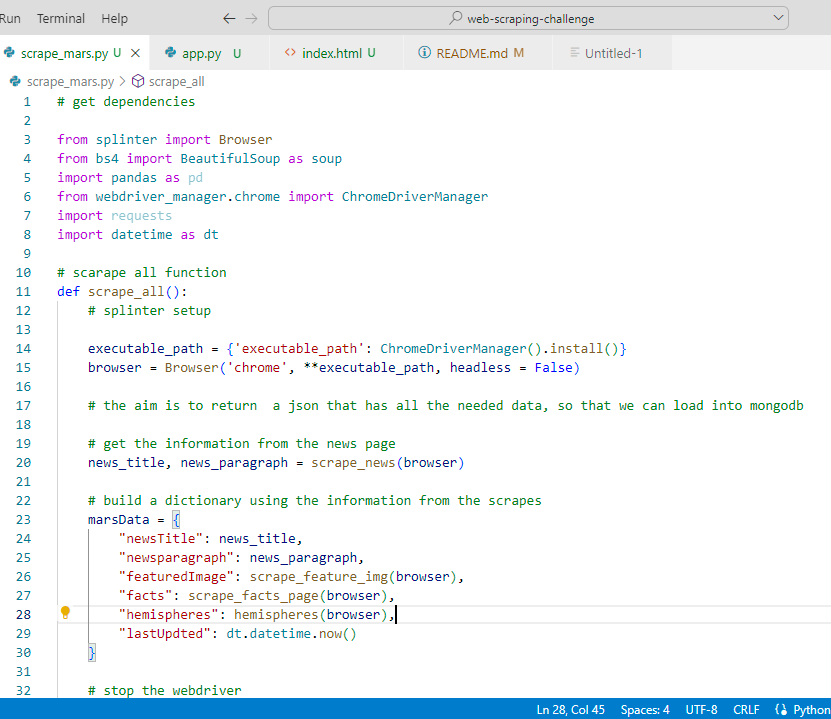 Run Terminal Help web-scraping-challenge
scrape_mars.py U app.py U index.html U README.md M Untitled-1
scrape_mars.py > scrape_all
1 # get dependencies
2
3 from splinter import Browser
4 from bs4 import BeautifulSoup as soup
5 import pandas as pd
6 from webdriver_manager.chrome import ChromeDriverManager
7 import requests
8 import datetime as dt
9
10 # scarape all function
11 def scrape_all():
12     # splinter setup
13
14     executable_path = {'executable_path': ChromeDriverManager().install()}
15     browser = Browser('chrome', **executable_path, headless = False)
16
17     # the aim is to return  a json that has all the needed data, so that we can load into mongodb
18
19     # get the information from the news page
20     news_title, news_paragraph = scrape_news(browser)
21
22     # build a dictionary using the information from the scrapes
23     marsData = {
24         "newsTitle": news_title,
25         "newsparagraph": news_paragraph,
26         "featuredImage": scrape_feature_img(browser),
27         "facts": scrape_facts_page(browser),
28         "hemispheres": hemispheres(browser),
29         "lastUpdted": dt.datetime.now()
30     }
31
32     # stop the webdriver
Ln 28, Col 45 Spaces: 4 UTF-8 CRLF Python